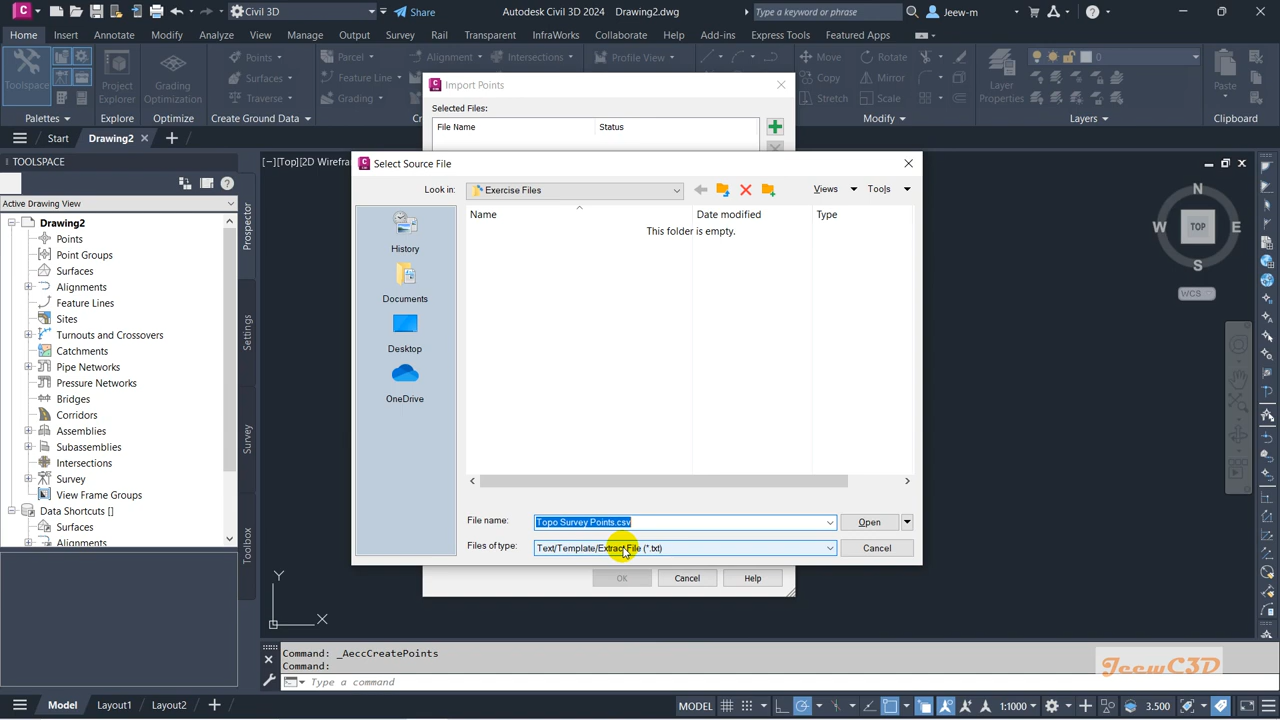 Civil 3D
Share
Autodesk Civil 3D 2024 Drawing2.dwg
Type a keyword or phrase
Jeew-m
Home Insert Annotate Modify Analyze View Manage Output Survey Rail Transparent InfraWorks Collaborate Help Add-ins Express Tools Featured Apps
Toolspace
Project
Explorer
Grading
Optimization
Points
Surfaces
Traverse
Parcel
Feature Line
Grading
Alignment
Intersections
Profile View
Move
Copy
Stretch
Rotate
Mirror
Scale
Layer
Properties
0
Paste
Palettes
Explore
Optimize
Create Ground Data
Layers
Clipboard
Start
Drawing2
TOOLSPACE
Active Drawing View
Drawing2
Points
Point Groups
Surfaces
Alignments
Feature Lines
Sites
Turnouts and Crossovers
Catchments
Pipe Networks
Pressure Networks
Bridges
Corridors
Assemblies
Subassemblies
Intersections
Survey
View Frame Groups
Data Shortcuts []
Surfaces
Alignments
Prospector
Settings
Survey
Toolbox
[-][Top][2D Wirefra
Import Points
Selected Files:
File Name
Status
Select Source File
Look in:
Exercise Files
Views
Tools
Name
Date modified
Type
This folder is empty.
History
Documents
Desktop
OneDrive
File name:
Topo Survey Points.csv
Open
Files of type:
Text/Template/Extract File (*.txt)
Cancel
OK
Cancel
Help
N
W
TOP
E
S
WCS
Y
X
Command: _AeccCreatePoints
Command:
Type a command
JeewC3D
Model
Layout1
Layout2
MODEL
1:1000
3.500